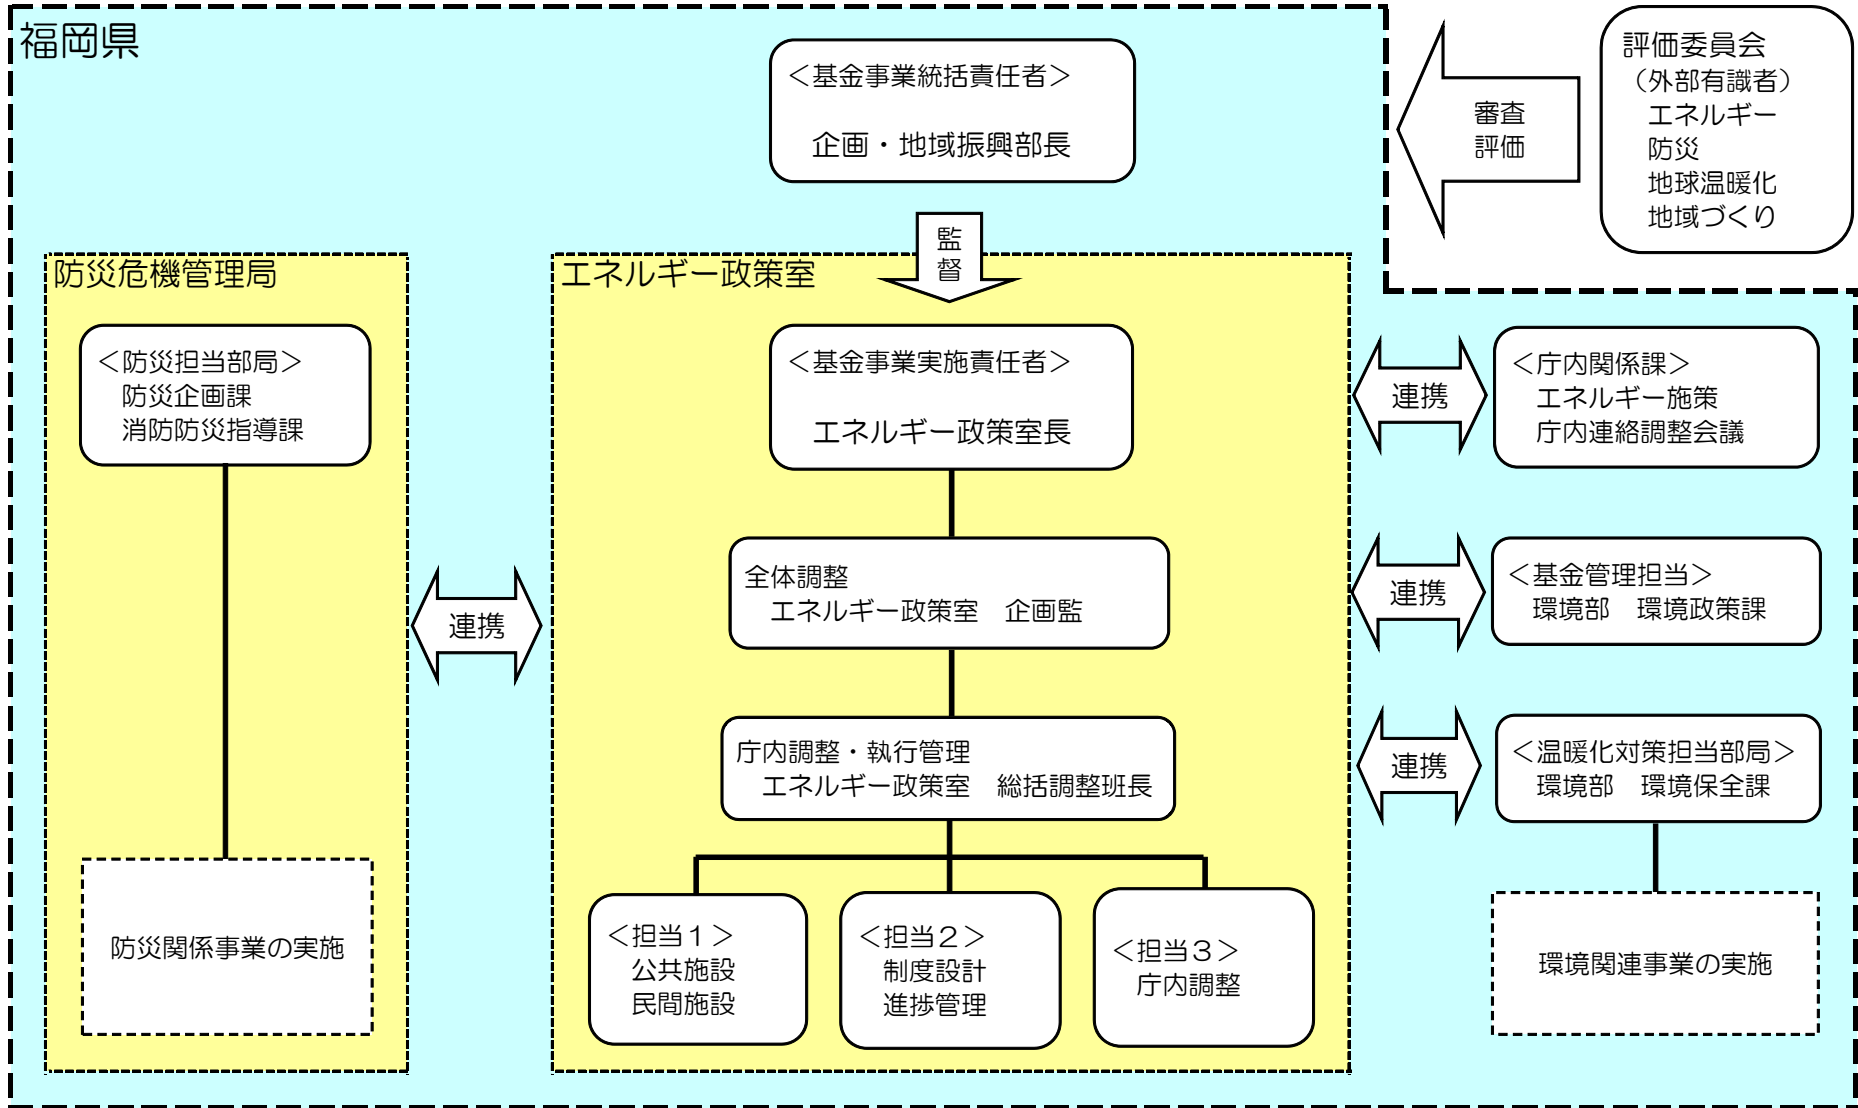 福岡県
＜基金事業統括責任者＞
企画・地域振興部長
審査
評価
評価委員会
（外部有識者）
エネルギー
防災
地球温暖化
地域づくり
監
督
防災危機管理局
＜防災担当部局＞
防災企画課
消防防災指導課
防災関係事業の実施
連携
エネルギー政策室
＜基金事業実施責任者＞
エネルギー政策室長
全体調整
エネルギー政策室　企画監
庁内調整・執行管理
エネルギー政策室　総括調整班長
＜担当１＞
公共施設
民間施設
＜担当２＞
制度設計
進捗管理
＜担当３＞
庁内調整
連携
＜庁内関係課＞
エネルギー施策
庁内連絡調整会議
連携
＜基金管理担当＞
環境部　環境政策課
連携
＜温暖化対策担当部局＞
環境部　環境保全課
環境関連事業の実施